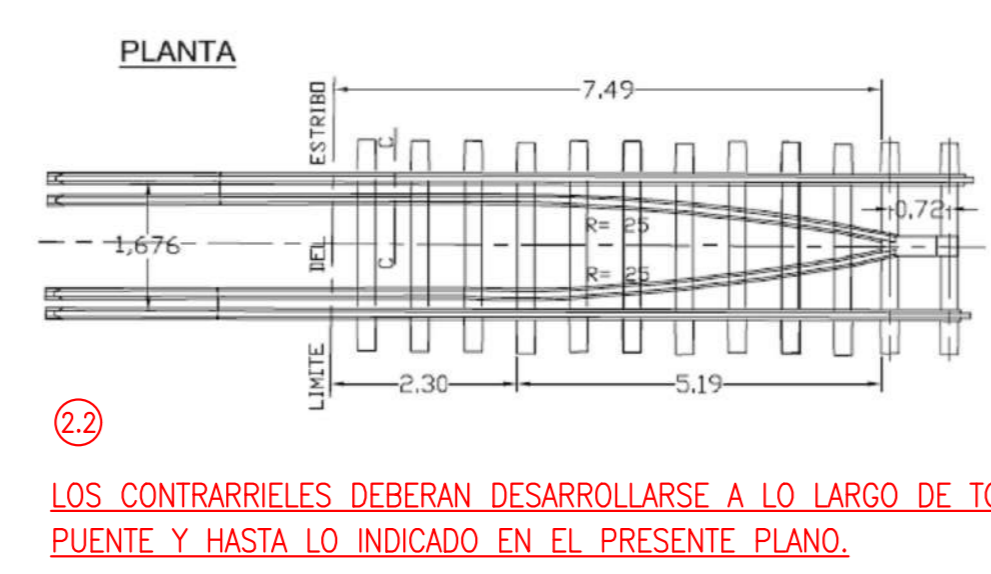 PLANTA
7.49
ESTRIBO
C
0.72
R= 25
1,676
DEL
C
R= 25
LIMITE
2.30
5.19
2.2
LOS CONTRARRIELES DEBERAN DESARROLLARSE A LO LARGO DE TO
PUENTE Y HASTA LO INDICADO EN EL PRESENTE PLANO.